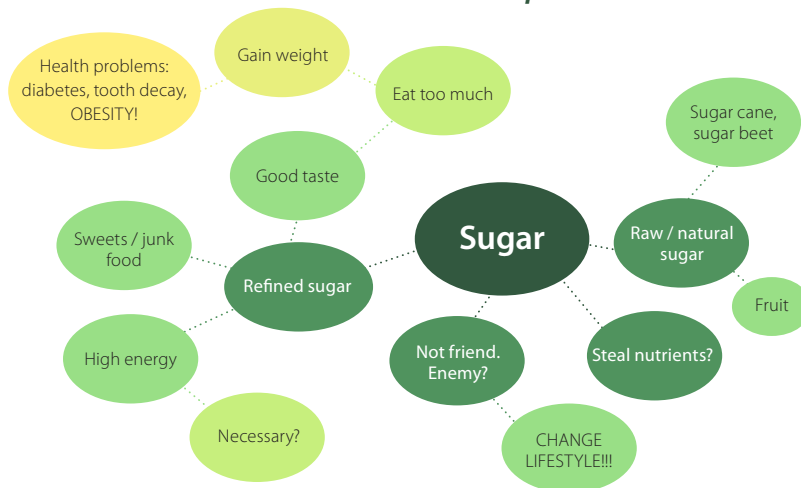 Health problems:
diabetes, tooth decay,
OBESITY!
Gain weight
Eat too much
Good taste
Sweets / junk
food
Refined sugar
High energy
Necessary?
Sugar
Sugar cane,
sugar beet
Raw / natural
sugar
Fruit
Steal nutrients?
Not friend.
Enemy?
CHANGE
LIFESTYLE!!!